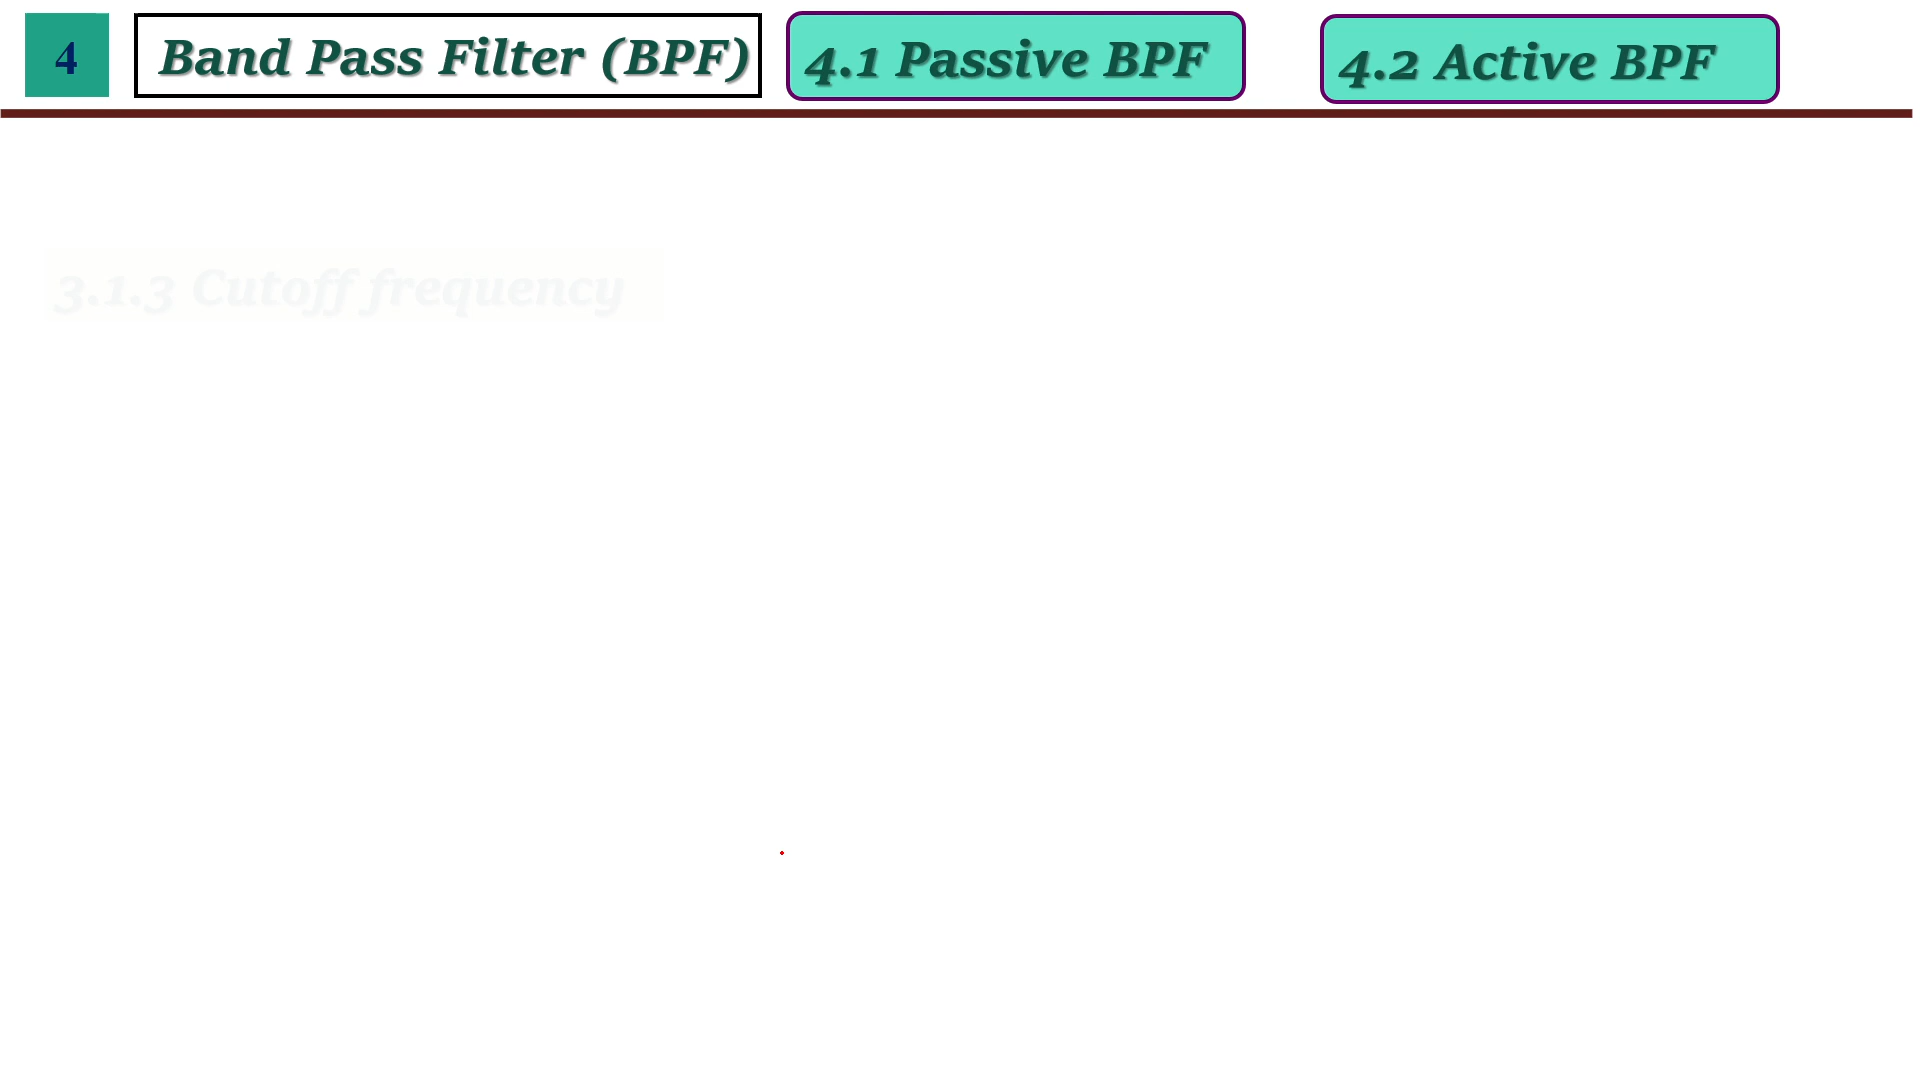 4
Band Pass Filter (BPF)
4.1 Passive BPF
4.2 Active BPF
3.1.3 Cutoff frequency